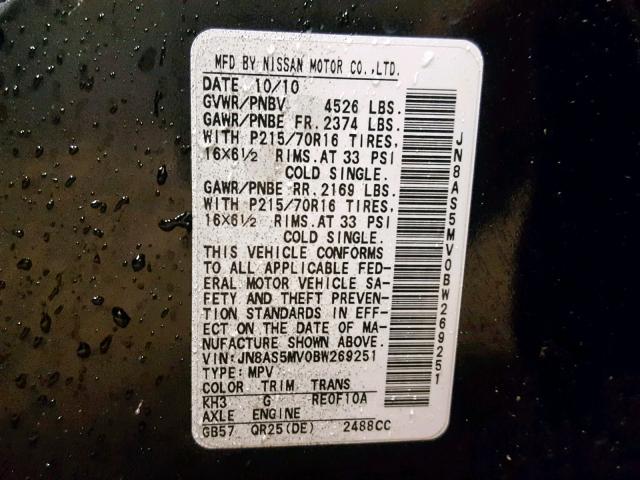 MFD BY NISSAN MOTOR CO.,LTD.
DATE 10/10
GVWR/PNBV 4526 LBS.
GAWR/PNBE FR. 2374 LBS.
WITH P215/70R16 TIRES,
16X6½ RIMS.AT 33 PSI
COLD SINGLE.
GAWR/PNBE RR. 2169 LBS.
WITH P215/70R16 TIRES,
16X6½ RIMS.AT 33 PSI
COLD SINGLE.
THIS VEHICLE CONFORMS
TO ALL APPLICABLE FED-
ERAL MOTOR VEHICLE SA-
FETY AND THEFT PREVEN-
TION STANDARDS IN EFF-
ECT ON THE DATE OF MA-
NUFACTURE SHOWN ABOVE.
VIN:JN8AS5MV0BW269251
TYPE: MPV
COLOR TRIM TRANS
KH3 G RE0F10A
AXLE ENGINE
GB57 QR25(DE) 2488CC
JN8AS5MV0BW269251